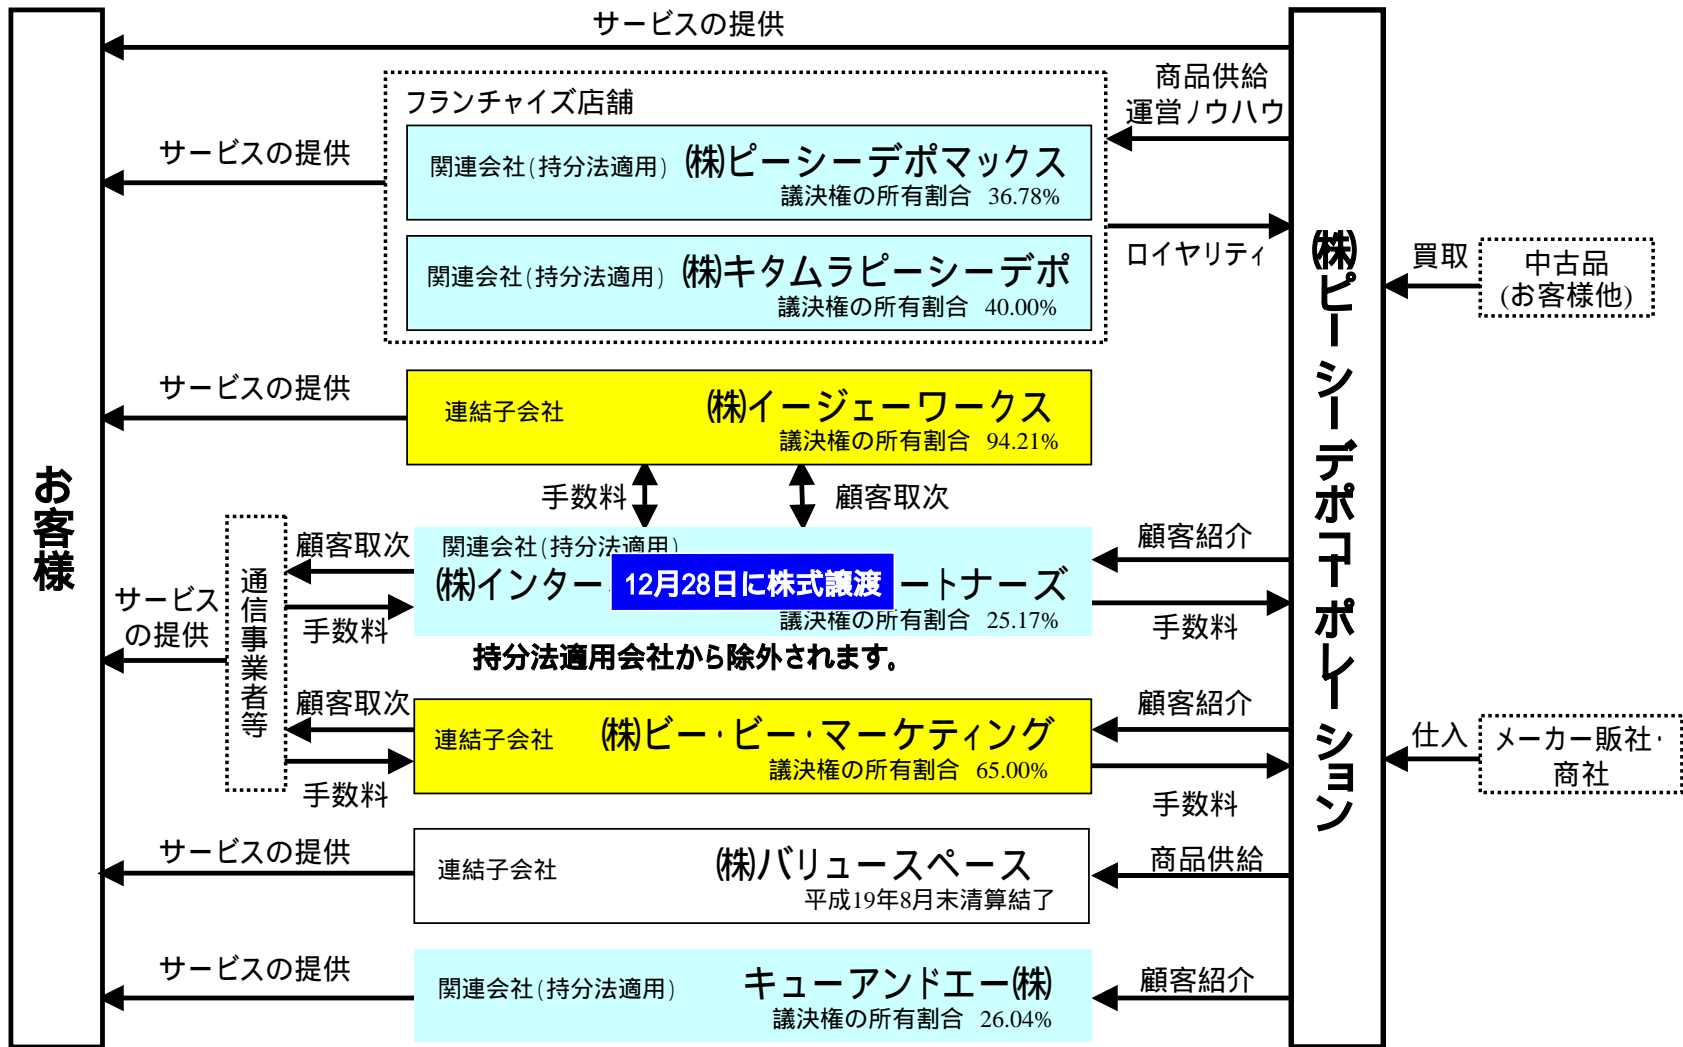 サービスの提供
商品供給
運営ノウハウ
フランチャイズ店舗
サービスの提供
関連会社(持分法適用) ㈱ピーシーデポマックス
議決権の所有割合 36.78%
ロイヤリティ
関連会社(持分法適用) ㈱キタムラピーシーデポ
議決権の所有割合 40.00%
買取
中古品
(お客様他)
㈱ピーシーデポコーポレーション
お客様
サービスの提供
連結子会社 ㈱イージェーワークス
議決権の所有割合 94.21%
手数料
顧客取次
顧客取次
関連会社(持分法適用)
㈱インター
12月28日に株式譲渡
ートナーズ
議決権の所有割合 25.17%
顧客紹介
手数料
手数料
サービス
の提供
通信事業者等
持分法適用会社から除外されます。
顧客取次
連結子会社 ㈱ビー・ビー・マーケティング
議決権の所有割合 65.00%
手数料
顧客紹介
手数料
仕入
メーカー販社・
商社
サービスの提供
連結子会社 ㈱バリュースペース
平成19年8月末清算結了
商品供給
サービスの提供
関連会社(持分法適用) キューアンドエー㈱
議決権の所有割合 26.04%
顧客紹介